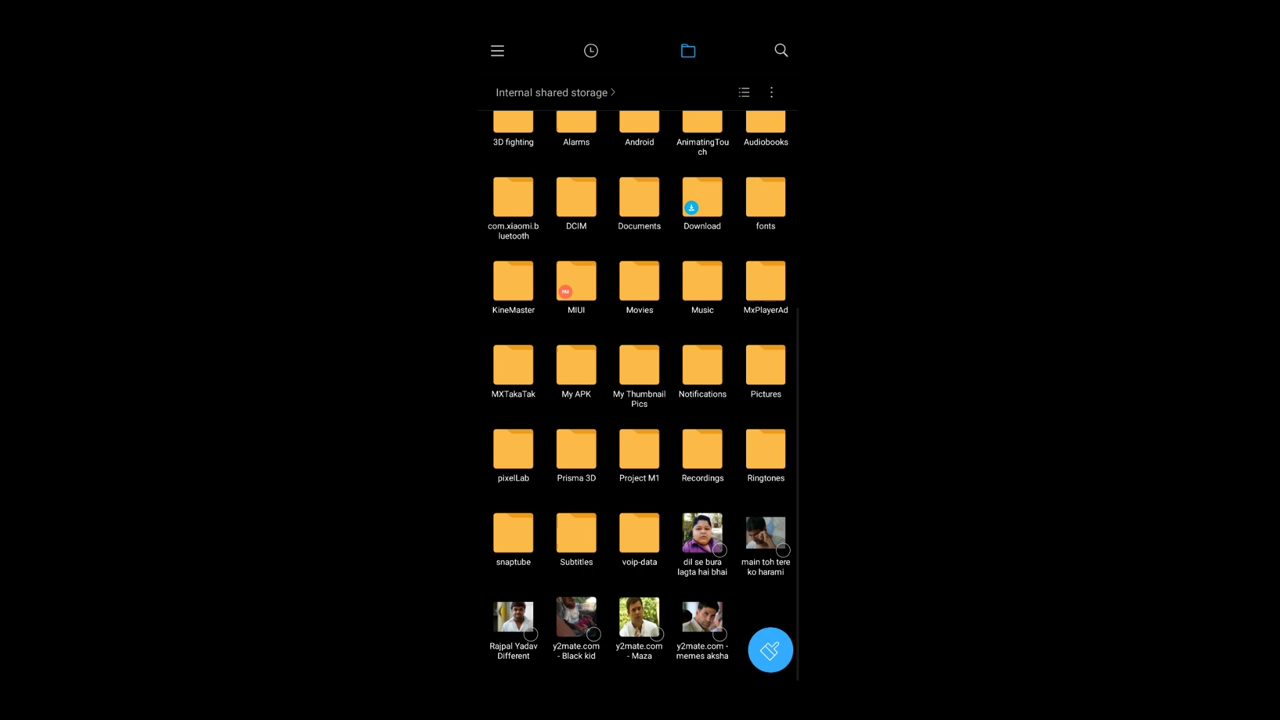 Internal shared storage >
3D fighting
Alarms
Android
AnimatingTou
ch
Audiobooks
com.xiaomi.b
luetooth
DCIM
Documents
Download
fonts
KineMaster
MIUI
Movies
Music
MxPlayerAd
MXTakaTak
My APK
My Thumbnail
Pics
Notifications
Pictures
pixelLab
Prisma 3D
Project M1
Recordings
Ringtones
snaptube
Subtitles
voip-data
dil se bura
lagta hai bhai
main toh tere
ko harami
Rajpal Yadav
Different
y2mate.com
- Black kid
y2mate.com
- Maza
y2mate.com -
memes aksha